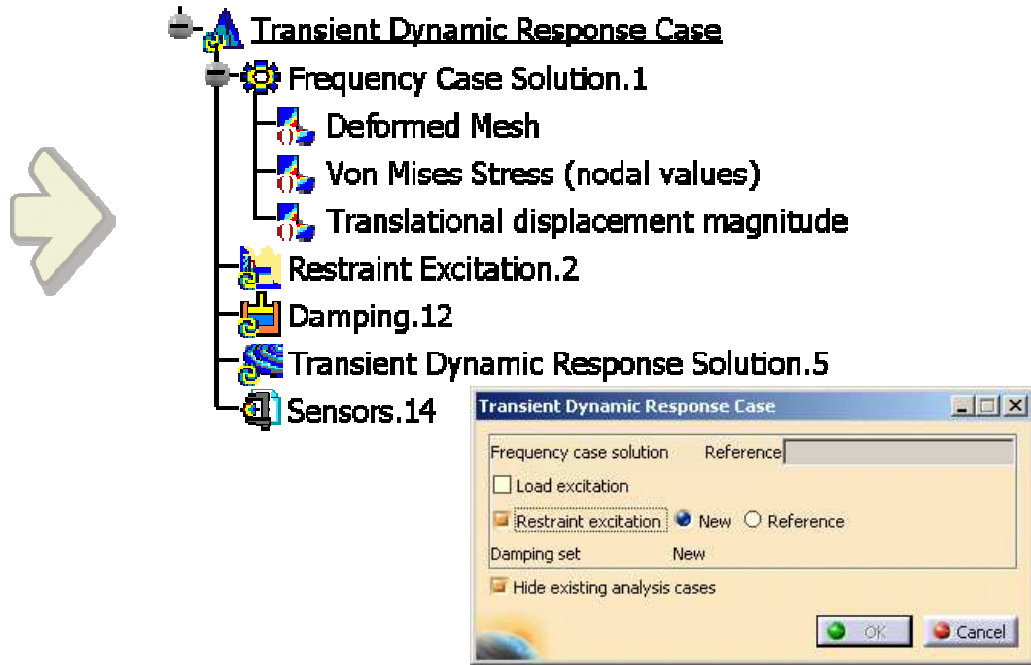 Transient Dynamic Response Case
Frequency Case Solution.1
Deformed Mesh
Von Mises Stress (nodal values)
Translational displacement magnitude
Restraint Excitation.2
Damping.12
Transient Dynamic Response Solution.5
Sensors.14
Transient Dynamic Response Case
Frequency case solution Reference
Load excitation
Restraint excitation New Reference
Damping set New
Hide existing analysis cases
OK Cancel